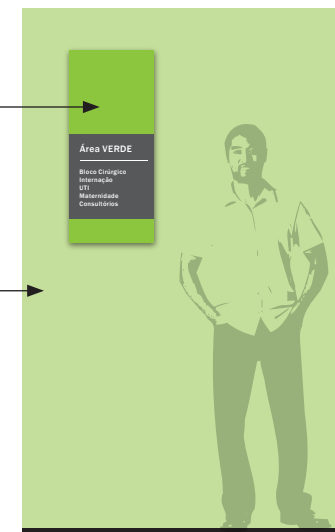 Área VERDE
Bloco Cirúrgico
Internação
UTI
Maternidade
Consultórios